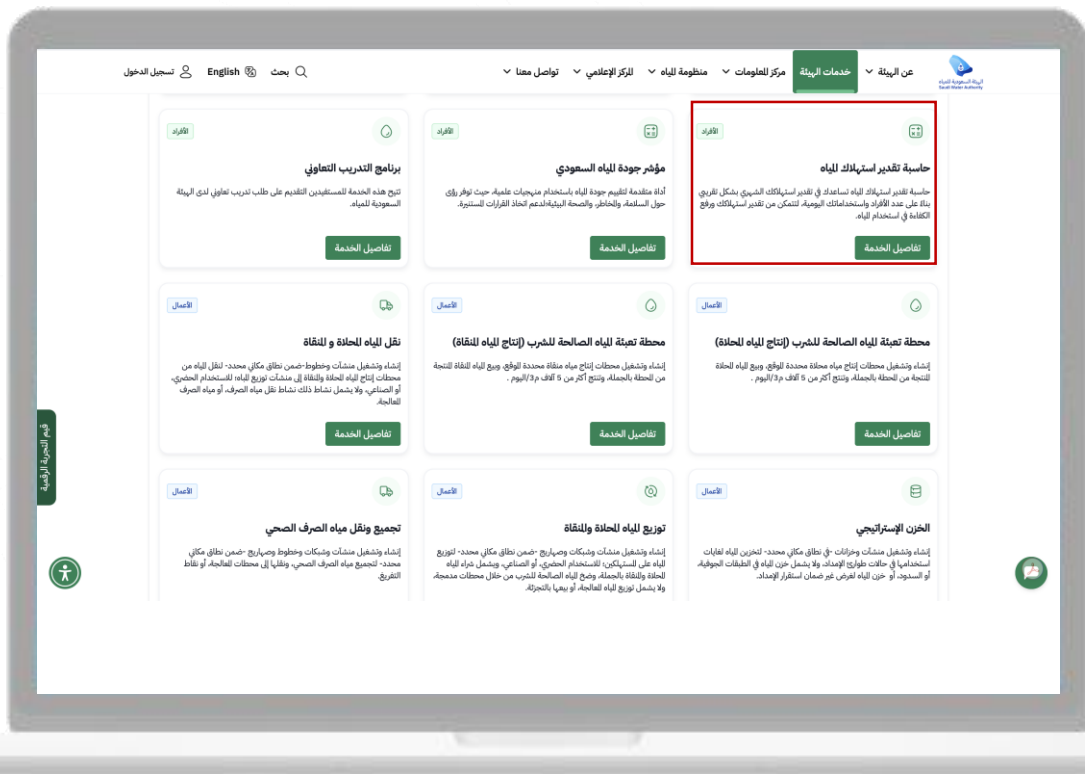 الهيئة السعودية للمياه
Saudi Water Authority
عن الهيئة
خدمات الهيئة
مركز المعلومات
منظومة المياه
المركز الإعلامي
تواصل معنا
بحث
English
تسجيل الدخول
الأفراد
حاسبة تقدير استهلاك المياه
حاسبة تقدير استهلاك المياه تساعدك في تقدير استهلاكك الشهري بشكل تقريبي
بناءً على عدد الأفراد واستخداماتك اليومية، لتتمكن من تقدير استهلاكك ورفع
الكفاءة في استخدام المياه.
تفاصيل الخدمة
الأفراد
مؤشر جودة المياه السعودي
أداة متقدمة لتقييم جودة المياه باستخدام منهجيات علمية، حيث توفر رؤى
حول السلامة، والمخاطر، والصحة البيئية؛لدعم اتخاذ القرارات المستنيرة.
تفاصيل الخدمة
الأفراد
برنامج التدريب التعاوني
تتيح هذه الخدمة للمستفيدين التقديم على طلب تدريب تعاوني لدى الهيئة
السعودية للمياه.
تفاصيل الخدمة
الأعمال
محطة تعبئة المياه الصالحة للشرب (إنتاج المياه المحلاة)
إنشاء وتشغيل محطات إنتاج مياه محلاة محددة الموقع، وبيع المياه المحلاة
المنتجة من المحطة بالجملة، وتنتج أكثر من 5 آلاف م3/اليوم .
تفاصيل الخدمة
الأعمال
محطة تعبئة المياه الصالحة للشرب (إنتاج المياه المنقاة)
إنشاء وتشغيل محطات إنتاج مياه منقاة محددة الموقع، وبيع المياه المنقاة المنتجة
من المحطة بالجملة، وتنتج أكثر من 5 آلاف م3/اليوم .
تفاصيل الخدمة
الأعمال
نقل المياه المحلاة و المنقاة
إنشاء وتشغيل منشآت وخطوط-ضمن نطاق مكاني محدد- لنقل المياه من
محطات إنتاج المياه المحلاة والمنقاة إلى منشآت توزيع المياه؛ للاستخدام الحضري،
أو الصناعي، ولا يشمل نشاط ذلك نشاط نقل مياه الصرف، أو مياه الصرف
المعالجة.
تفاصيل الخدمة
الأعمال
الخزن الإستراتيجي
إنشاء وتشغيل منشآت وخزانات -في نطاق مكاني محدد- لتخزين المياه لغايات
استخدامها في حالات طوارئ الإمداد، ولا يشمل خزن المياه في الطبقات الجوفية،
أو السدود، أو خزن المياه لغرض غير ضمان استقرار الإمداد.
الأعمال
توزيع المياه المحلاة والمنقاة
إنشاء وتشغيل منشآت وشبكات وصهاريج -ضمن نطاق مكاني محدد- لتوزيع
المياه على المستهلكين؛ للاستخدام الحضري، أو الصناعي، ويشمل شراء المياه
المحلاة والمنقاة بالجملة، وضخ المياه الصالحة للشرب من خلال محطات مدمجة،
ولا يشمل توزيع المياه المعالجة، أو بيعها بالتجزئة.
الأعمال
تجميع ونقل مياه الصرف الصحي
إنشاء وتشغيل منشآت وشبكات وخطوط وصهاريج -ضمن نطاق مكاني
محدد- لتجميع مياه الصرف الصحي، ونقلها إلى محطات المعالجة، أو نقاط
التفريغ.
قيم التجربة الرقمية